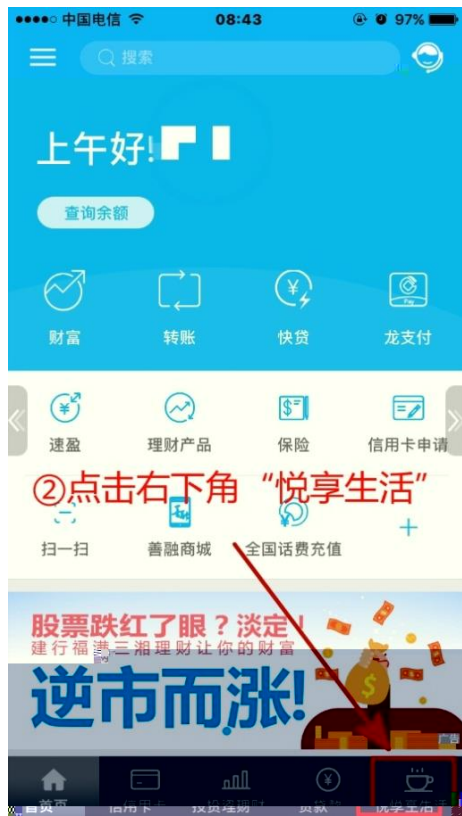 中国电信 08:43 97%
搜索
上午好!
查询余额
财富 转账 快贷 龙支付
Pay
速盈 理财产品 保险 信用卡申请
②点击右下角“悦享生活”
扫一扫 善融商城 全国话费充值
股票跌红了眼?淡定!
建行福满三湘理财让你的财富
逆市而涨!
广告
首页 信用卡 投资理财 贷款 悦享生活